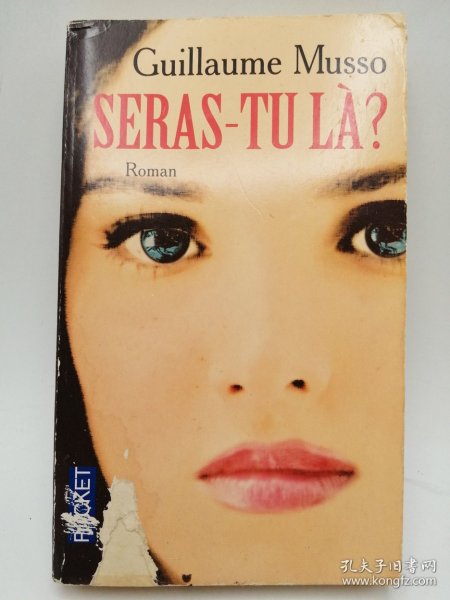 Guillaume Musso
SERAS-TU LÀ?
Roman
POCKET
孔夫子旧书网
www.kongfz.com